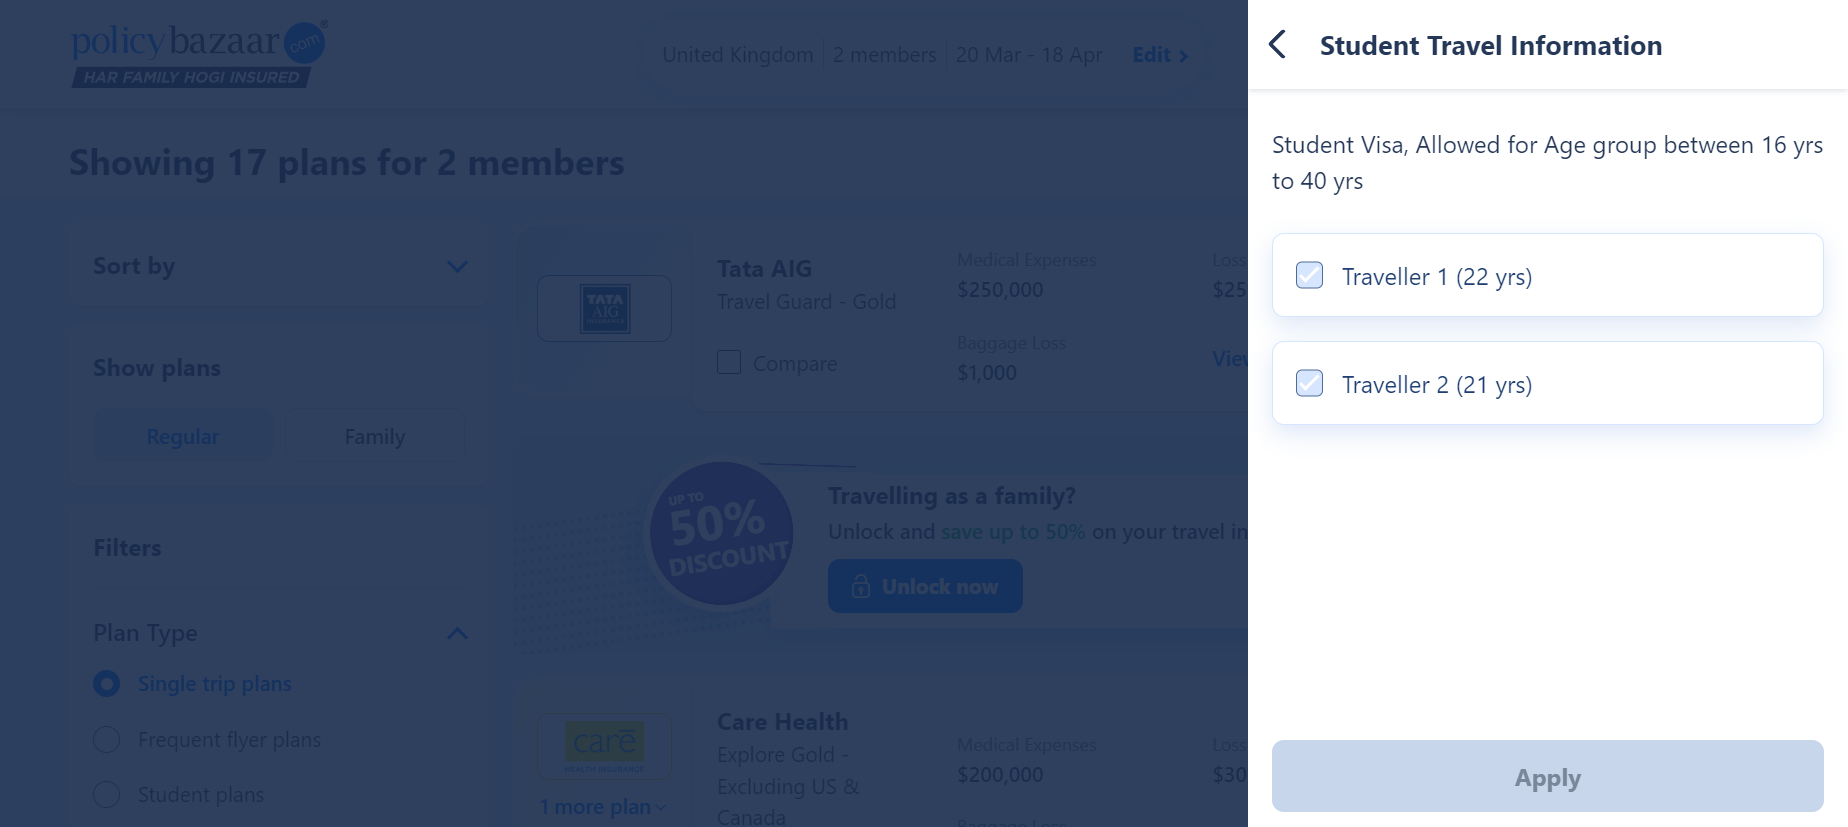 policybazaar.com®
HAR FAMILY HOGI INSURED
United Kingdom 2 members 20 Mar - 18 Apr Edit
Showing 17 plans for 2 members
Sort by
Show plans
Regular Family
Filters
Plan Type
Single trip plans
Frequent flyer plans
Student plans
TATA
AIG
INSURANCE
Tata AIG
Travel Guard - Gold
Compare
Medical Expenses
$250,000
Baggage Loss
$1,000
Loss
$25
View
UP TO
50%
DISCOUNT
Travelling as a family?
Unlock and save up to 50% on your travel in
Unlock now
care
HEALTH INSURANCE
1 more plan
Care Health
Explore Gold -
Excluding US &
Canada
Medical Expenses
$200,000
Baggage Loss
Loss
$30
Student Travel Information
Student Visa, Allowed for Age group between 16 yrs
to 40 yrs
Traveller 1 (22 yrs)
Traveller 2 (21 yrs)
Apply